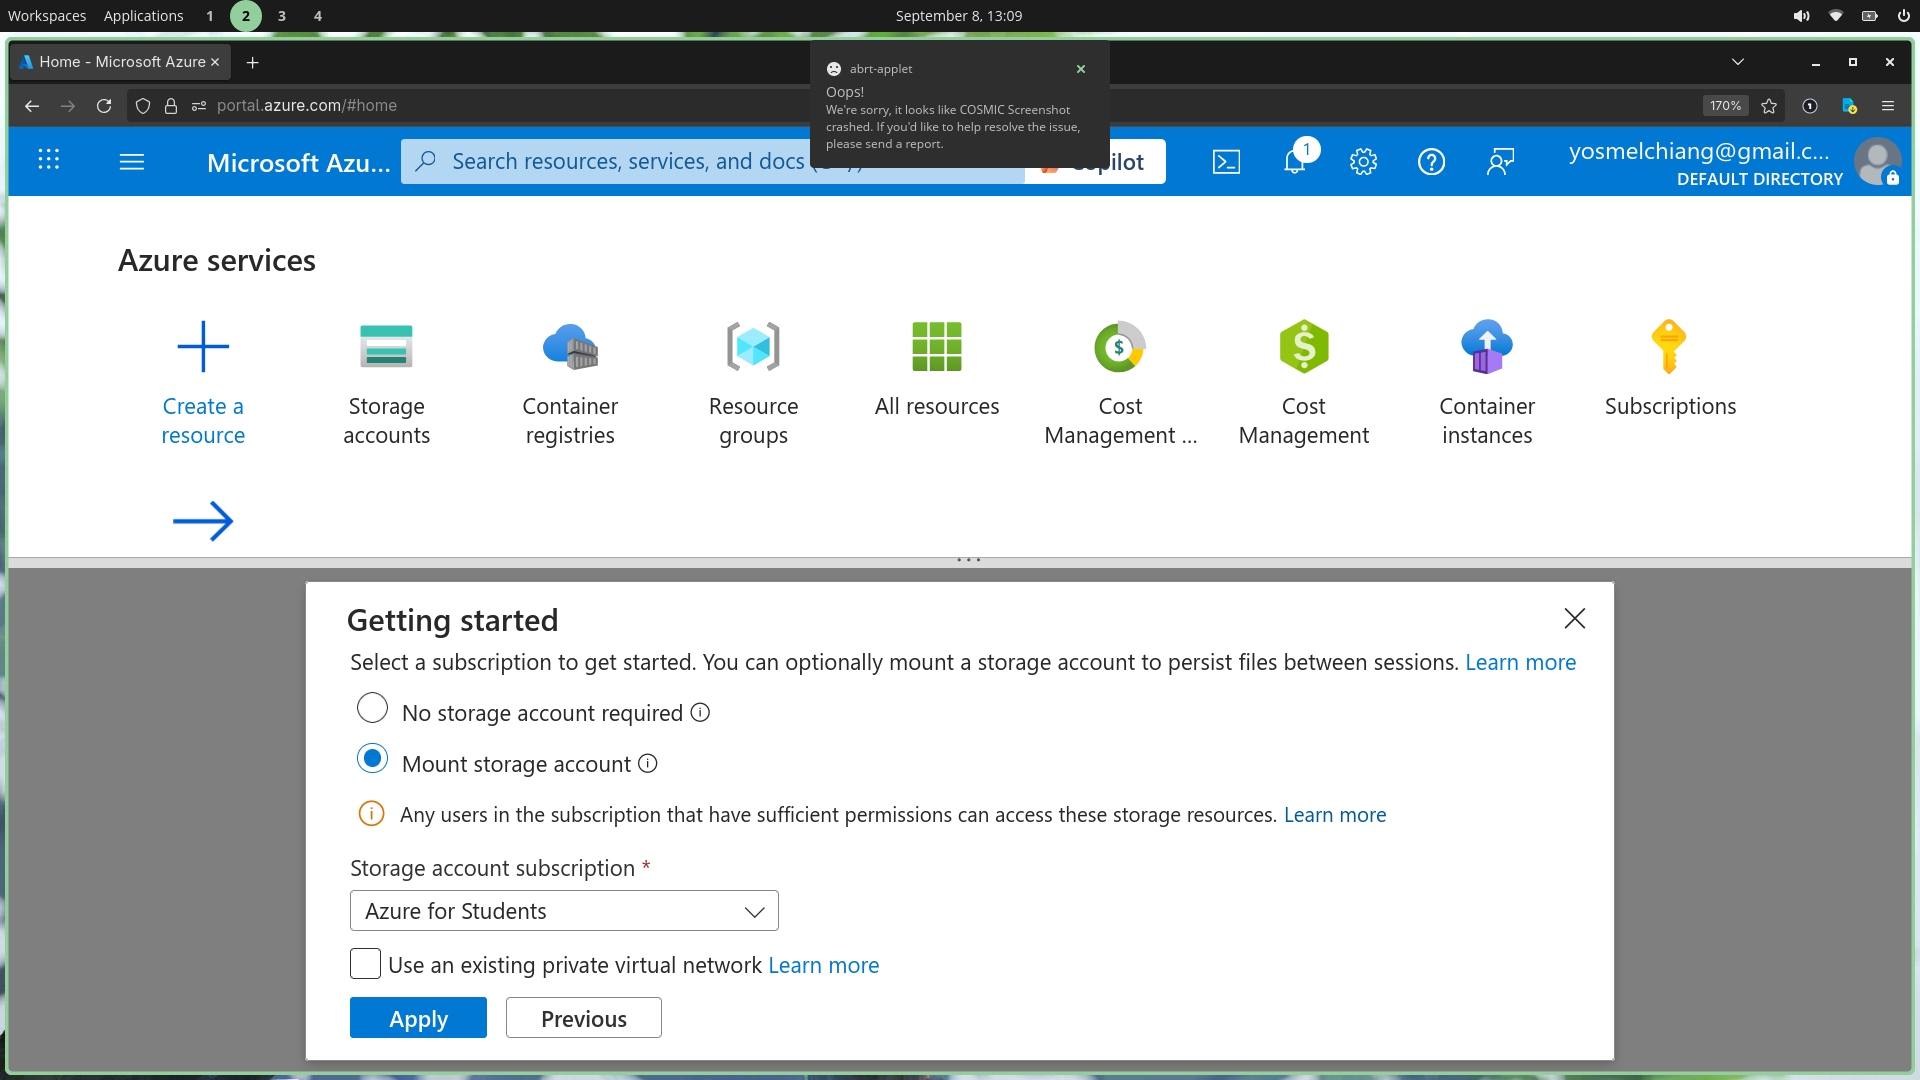 Workspaces Applications 1 2 3 4 September 8, 13:09
Home - Microsoft Azure
abrt-applet
Oops!
We're sorry, it looks like COSMIC Screenshot
crashed. If you'd like to help resolve the issue,
please send a report.
portal.azure.com/#home 170%
Microsoft Azu... Search resources, services, and docs 1
yosmelchiang@gmail.c...
DEFAULT DIRECTORY
Azure services
Create a
resource
Storage
accounts
Container
registries
Resource
groups
All resources
Cost
Management ...
Cost
Management
Container
instances
Subscriptions
Getting started
Select a subscription to get started. You can optionally mount a storage account to persist files between sessions. Learn more
No storage account required
Mount storage account
Any users in the subscription that have sufficient permissions can access these storage resources. Learn more
Storage account subscription *
Azure for Students
Use an existing private virtual network Learn more
Apply Previous